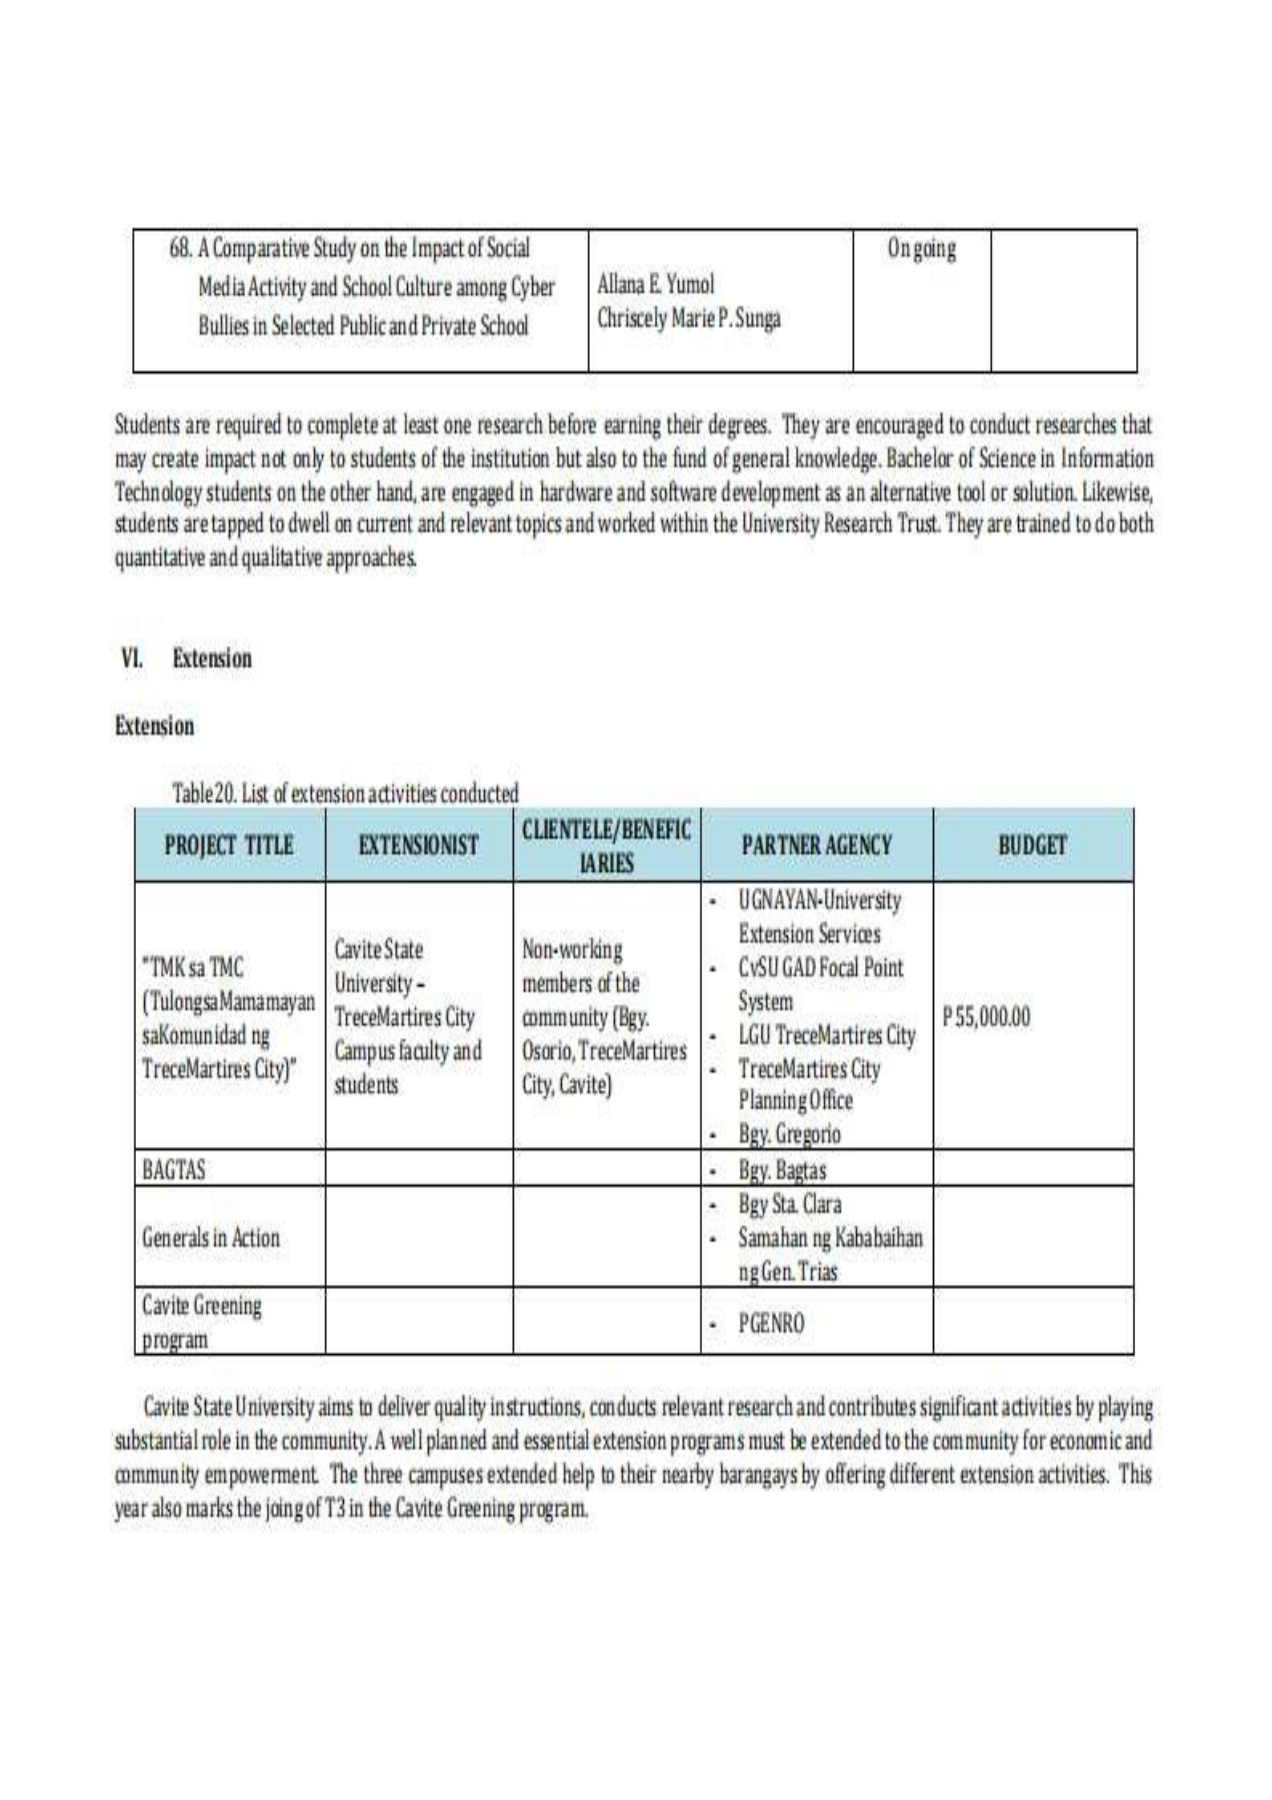 68. A Comparative Study on the Impact of Social
Media Activity and School Culture among Cyber
Bullies in Selected Public and Private School
Allana E. Yumol
Chriscely Marie P. Sunga
On going
Students are required to complete at least one research before earning their degrees. They are encouraged to conduct researches that
may create impact not only to students of the institution but also to the fund of general knowledge. Bachelor of Science in Information
Technology students on the other hand, are engaged in hardware and software development as an alternative tool or solution. Likewise,
students are tapped to dwell on current and relevant topics and worked within the University Research Trust. They are trained to do both
quantitative and qualitative approaches.
VI. Extension
Extension
Table 20. List of extension activities conducted
PROJECT TITLE
EXTENSIONIST
CLIENTELE/BENEFIC
IARIES
PARTNER AGENCY
BUDGET
"TMK sa TMC
(TulongsaMamamayan
saKomunidad ng
TreceMartires City)"
Cavite State
University –
TreceMartires City
Campus faculty and
students
Non-working
members of the
community (Bgy.
Osorio, TreceMartires
City, Cavite)
- UGNAYAN-University
Extension Services
- CvSU GAD Focal Point
System
- LGU TreceMartires City
- TreceMartires City
Planning Office
- Bgy. Gregorio
P 55,000.00
BAGTAS
- Bgy. Bagtas
Generals in Action
- Bgy Sta. Clara
- Samahan ng Kababaihan
ng Gen. Trias
Cavite Greening
program
- PGENRO
Cavite State University aims to deliver quality instructions, conducts relevant research and contributes significant activities by playing
substantial role in the community. A well planned and essential extension programs must be extended to the community for economic and
community empowerment. The three campuses extended help to their nearby barangays by offering different extension activities. This
year also marks the joing of T3 in the Cavite Greening program.